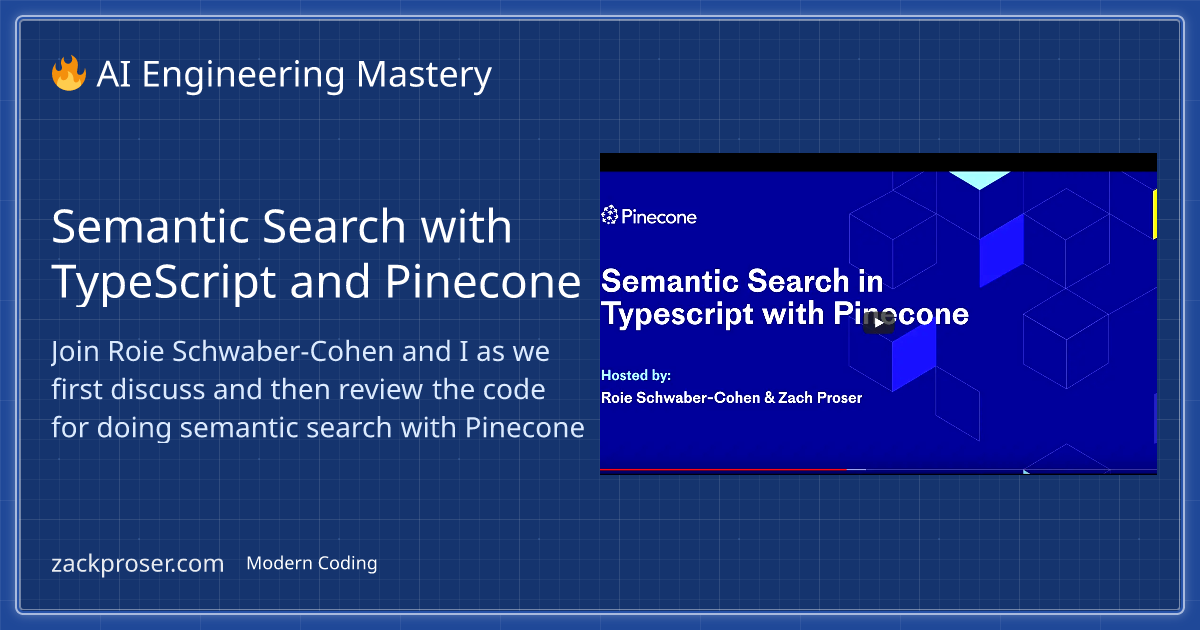 AI Engineering Mastery
Semantic Search with
TypeScript and Pinecone
Join Roie Schwaber-Cohen and I as we
first discuss and then review the code
for doing semantic search with Pinecone
Pinecone
Semantic Search in
Typescript with Pinecone
Hosted by:
Roie Schwaber-Cohen & Zach Proser
zackproser.com
Modern Coding